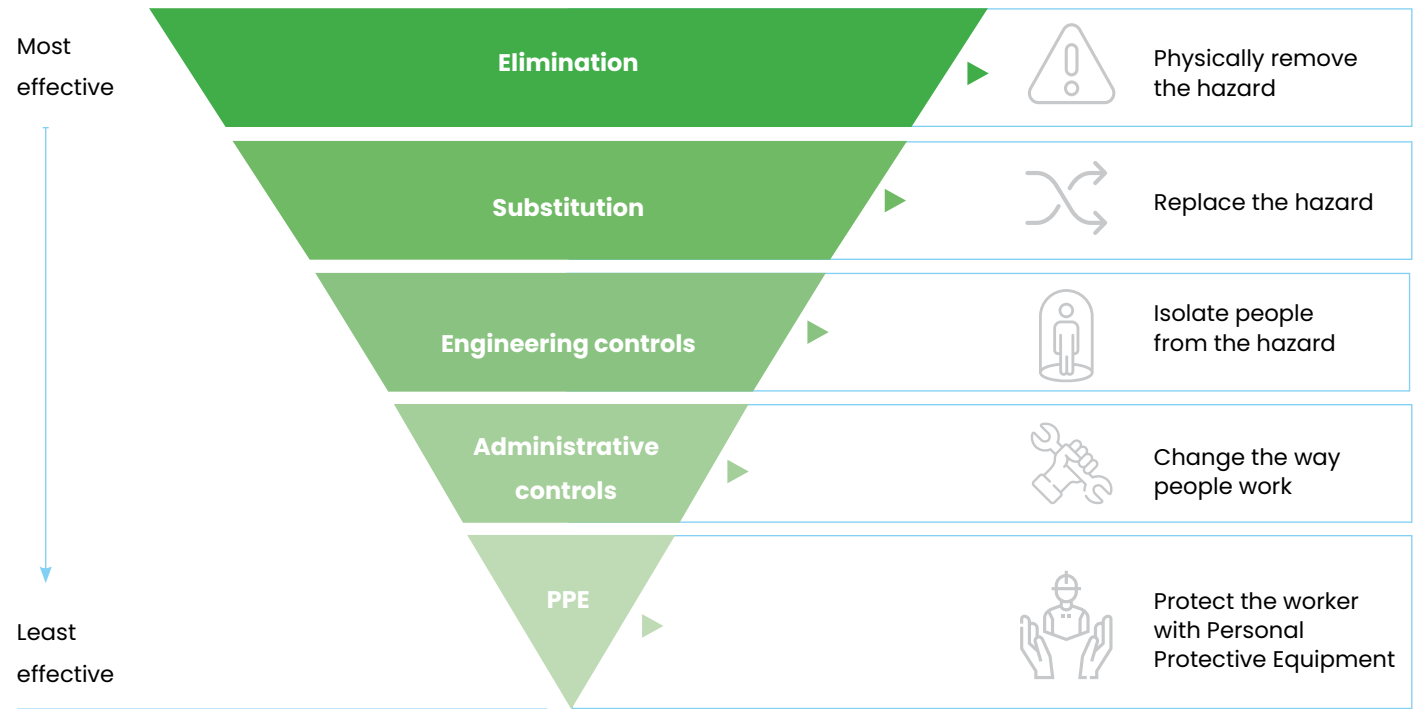 Most
effective
Elimination
Physically remove
the hazard
Substitution
Replace the hazard
Engineering controls
Isolate people
from the hazard
Administrative
controls
Change the way
people work
PPE
Protect the worker
with Personal
Protective Equipment
Least
effective